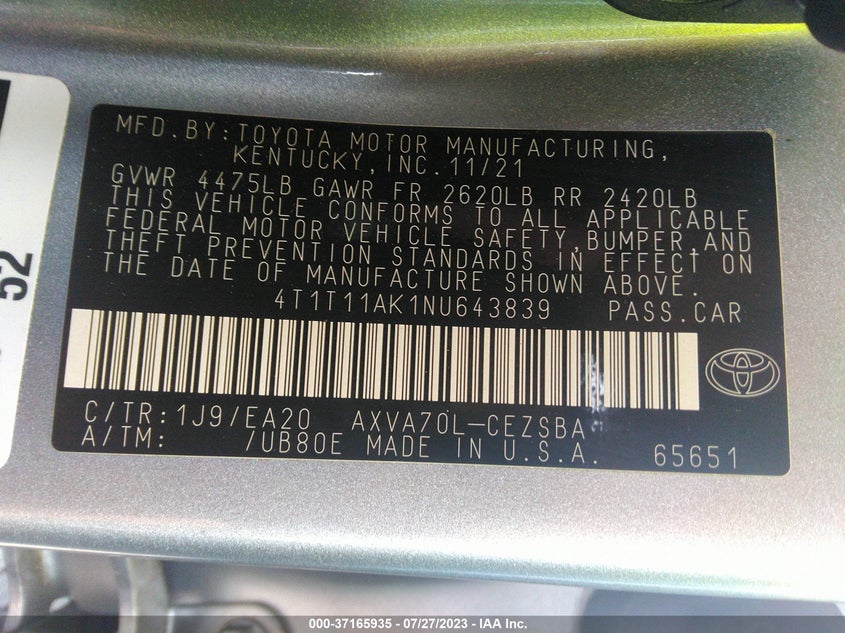 MFD.BY:TOYOTA MOTOR MANUFACTURING,
KENTUCKY,INC.11/21
GVWR 4475LB GAWR FR 2620LB RR 2420LB
THIS VEHICLE CONFORMS TO ALL APPLICABLE
FEDERAL MOTOR VEHICLE SAFETY,BUMPER,AND
THEFT PREVENTION STANDARDS IN EFFECT ON
THE DATE OF MANUFACTURE SHOWN ABOVE.
4T1T11AK1NU643839 PASS.CAR
C/TR:1J9/EA20 AXVA70L-CEZSBA
A/TM: /UB80E MADE IN U.S.A. 65651
52
000-37165935 - 07/27/2023 - IAA Inc.